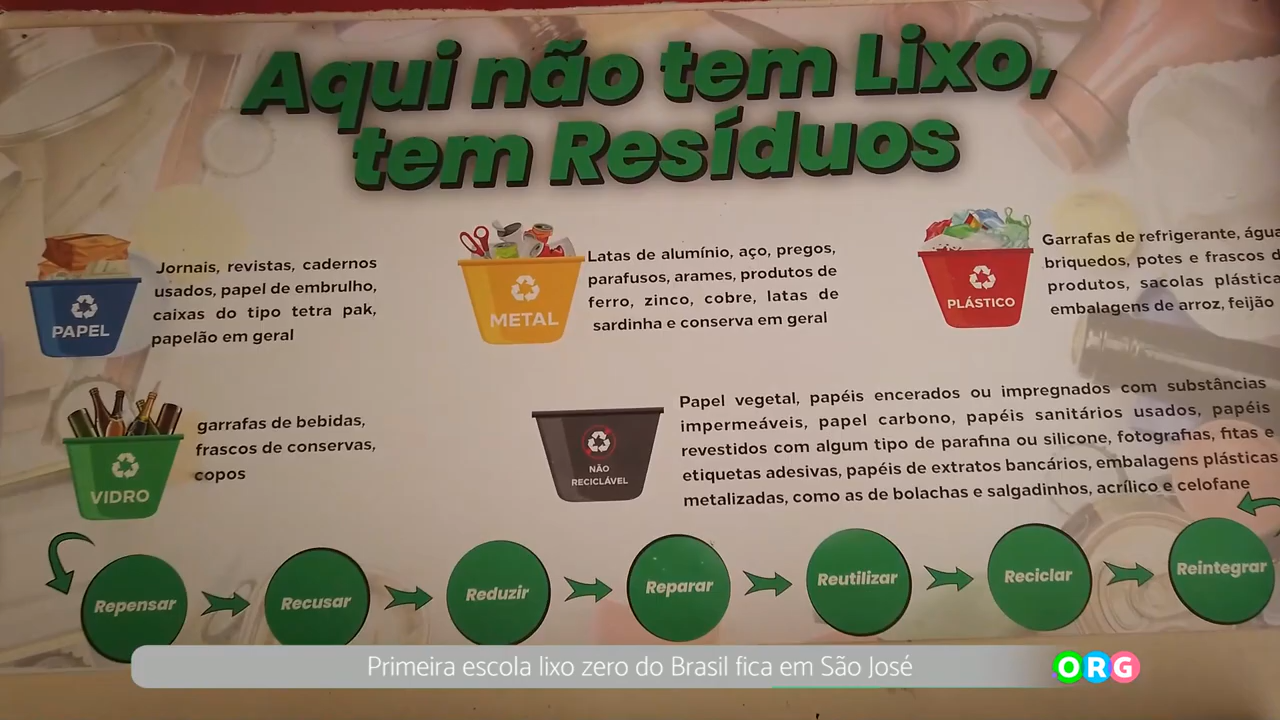 Aqui não tem Lixo,
tem Resíduos
PAPEL
Jornais, revistas, cadernos
usados, papel de embrulho,
caixas do tipo tetra pak,
papelão em geral
METAL
Latas de alumínio, aço, pregos,
parafusos, arames, produtos de
ferro, zinco, cobre, latas de
sardinha e conserva em geral
PLÁSTICO
Garrafas de refrigerante, água
briquedos, potes e frascos d
produtos, sacolas plástica
embalagens de arroz, feijão
VIDRO
garrafas de bebidas,
frascos de conservas,
copos
NÃO
RECICLÁVEL
Papel vegetal, papéis encerados ou impregnados com substâncias
impermeáveis, papel carbono, papéis sanitários usados, papéis
revestidos com algum tipo de parafina ou silicone, fotografias, fitas e
etiquetas adesivas, papéis de extratos bancários, embalagens plásticas
metalizadas, como as de bolachas e salgadinhos, acrílico e celofane
Repensar
Recusar
Reduzir
Reparar
Reutilizar
Reciclar
Reintegrar
Primeira escola lixo zero do Brasil fica em São José
ORG